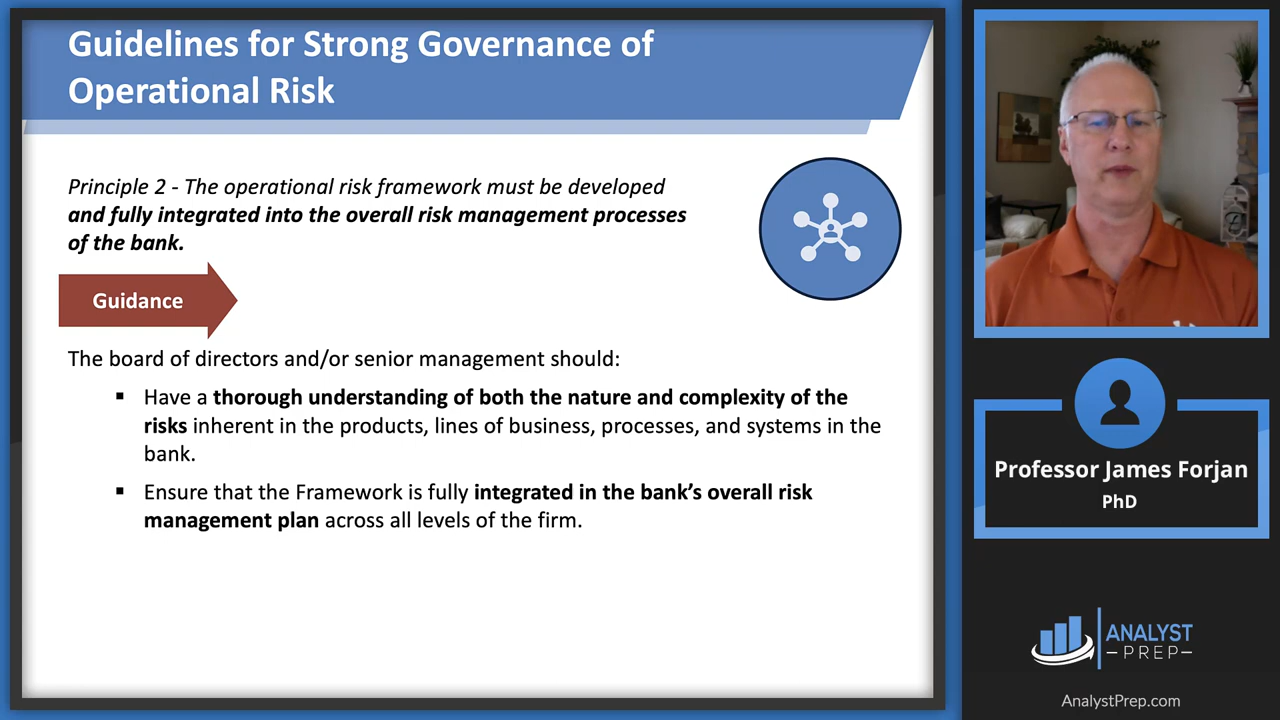 Guidelines for Strong Governance of
Operational Risk
Principle 2 - The operational risk framework must be developed
and fully integrated into the overall risk management processes
of the bank.
Guidance
The board of directors and/or senior management should:
▪ Have a thorough understanding of both the nature and complexity of the
risks inherent in the products, lines of business, processes, and systems in the
bank.
▪ Ensure that the Framework is fully integrated in the bank’s overall risk
management plan across all levels of the firm.
Professor James Forjan
PhD
ANALYST
–PREP–
AnalystPrep.com